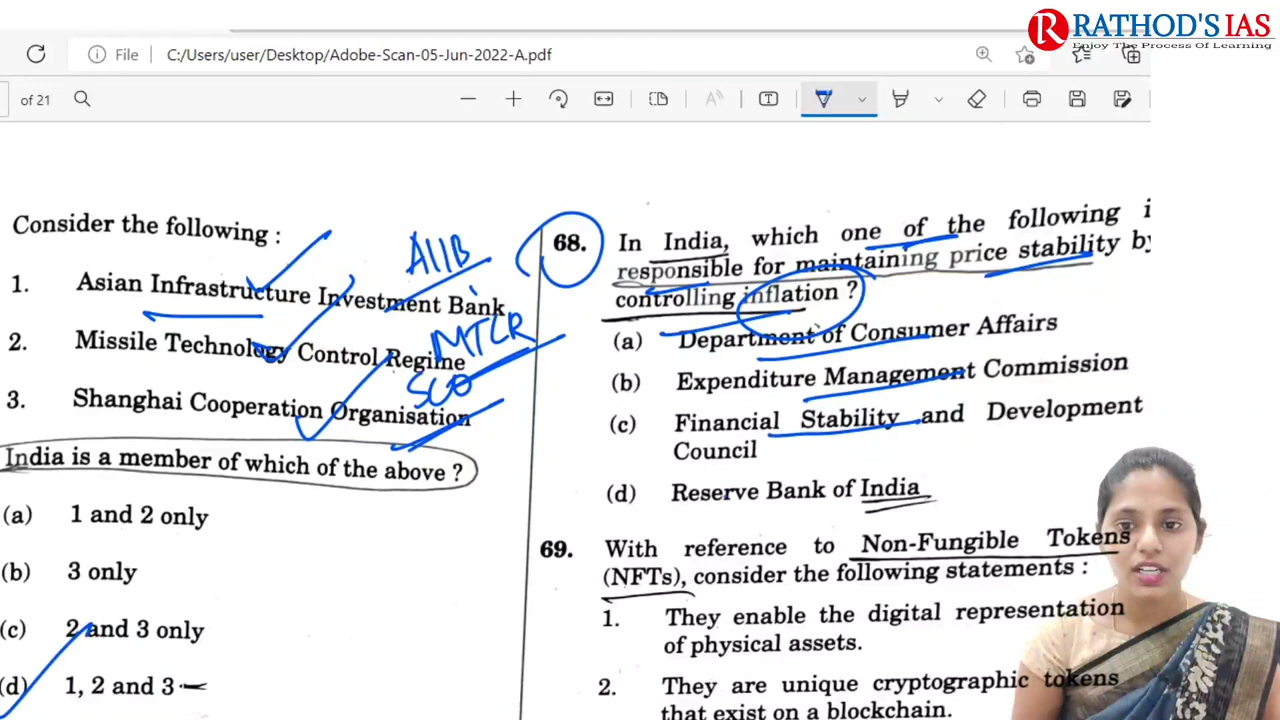 RATHOD'S IAS
Enjoy The Process Of Learning
File
C:/Users/user/Desktop/Adobe-Scan-05-Jun-2022-A.pdf
of 21
Consider the following :
1. Asian Infrastructure Investment Bank
2. Missile Technology Control Regime
3. Shanghai Cooperation Organisation
India is a member of which of the above ?
(a) 1 and 2 only
(b) 3 only
(c) 2 and 3 only
(d) 1, 2 and 3
AIIB
MTCR
SCO
68. In India, which one of the following i
responsible for maintaining price stability by
controlling inflation ?
(a) Department of Consumer Affairs
(b) Expenditure Management Commission
(c) Financial Stability and Development
Council
(d) Reserve Bank of India
69. With reference to Non-Fungible Tokens
(NFTs), consider the following statements :
1. They enable the digital representation
of physical assets.
2. They are unique cryptographic tokens
that exist on a blockchain.